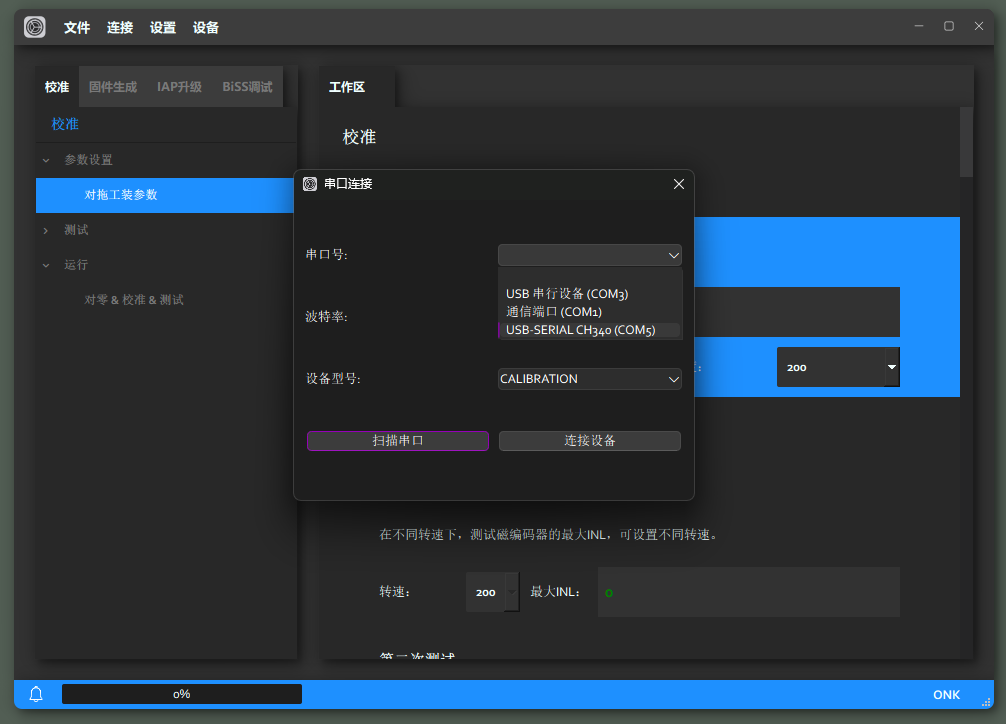 文件 连接 设置 设备
校准 固件生成 IAP升级 BiSS调试
工作区
校准
校准
参数设置
对拖工装参数
测试
运行
对零 & 校准 & 测试
串口连接
串口号:
USB 串行设备 (COM3)
通信端口 (COM1)
USB-SERIAL CH340 (COM5)
波特率:
200
设备型号: CALIBRATION
扫描串口 连接设备
在不同转速下，测试磁编码器的最大INL，可设置不同转速。
转速: 200 最大INL: 0
第二次测试
0% ONK